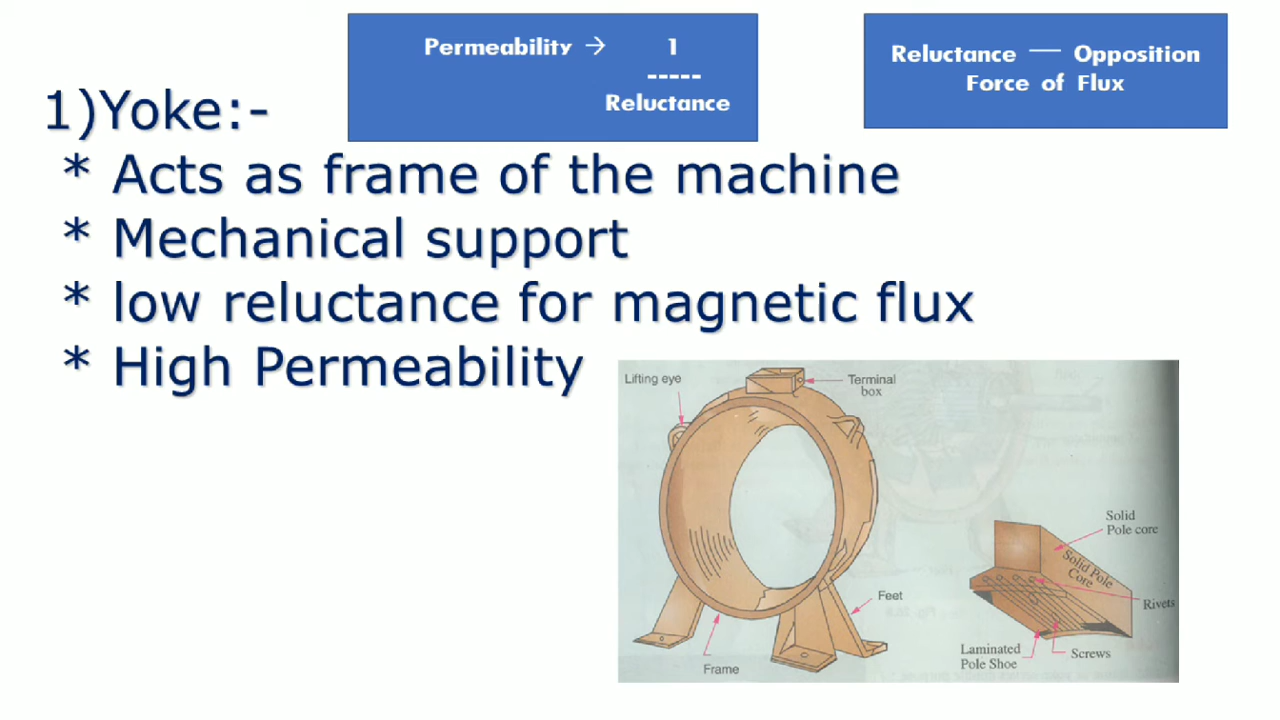 Permeability → 1
-----
Reluctance
Reluctance — Opposition
Force of Flux
1)Yoke:-
* Acts as frame of the machine
* Mechanical support
* low reluctance for magnetic flux
* High Permeability
Lifting eye
Terminal
box
Solid
Pole core
Solid Pole
Core
Rivets
Feet
Laminated
Pole Shoe
Screws
Frame